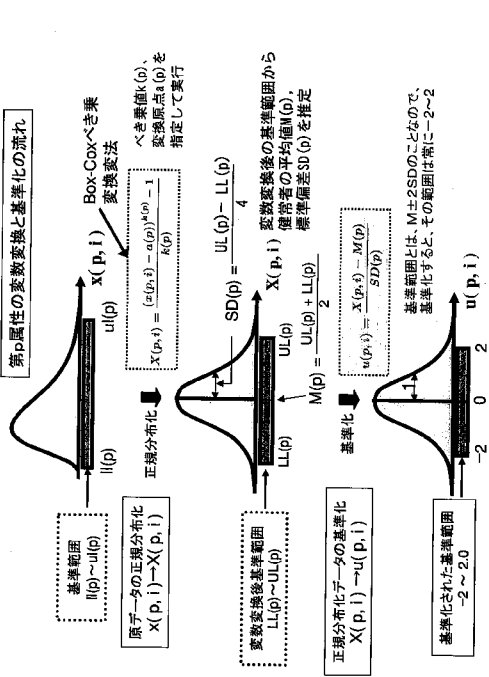 第p属性の変数変換と基準化の流れ
基準範囲
ll(p)~ul(p)
ll(p)
ul(p)
x(p,i)
Box-Coxべき乗
変換変法
原データの正規分布化
x(p,i)→X(p,i)
正規分布化
X(p,i) = ((x(p,i) − a(p))^k(p) − 1) / k(p)
べき乗値k(p)、
変換原点a(p)を
指定して実行
SD(p) = (UL(p) − LL(p)) / 4
変数変換後基準範囲
LL(p)~UL(p)
LL(p)
UL(p)
X(p,i)
M(p) = (UL(p) + LL(p)) / 2
変数変換後の基準範囲から
健常者の平均値M(p),
標準偏差SD(p)を推定
正規分布化データの基準化
X(p,i)→u(p,i)
基準化
u(p,i) = (X(p,i) − M(p)) / SD(p)
基準範囲とは、M±2SDのことなので、
基準化すると、その範囲は常に−2~2
1
基準化された基準範囲
-2 ~ 2.0
−2
0
2
u(p,i)